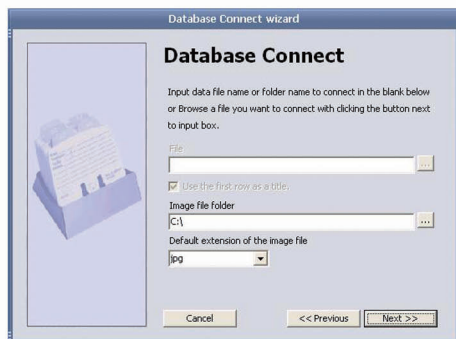 Database Connect wizard
Database Connect
Input data file name or folder name to connect in the blank below
or Browse a file you want to connect with clicking the button next
to input box.
File
...
Use the first row as a title.
Image file folder
C:\
...
Default extension of the image file
jpg
Cancel
<< Previous
Next >>